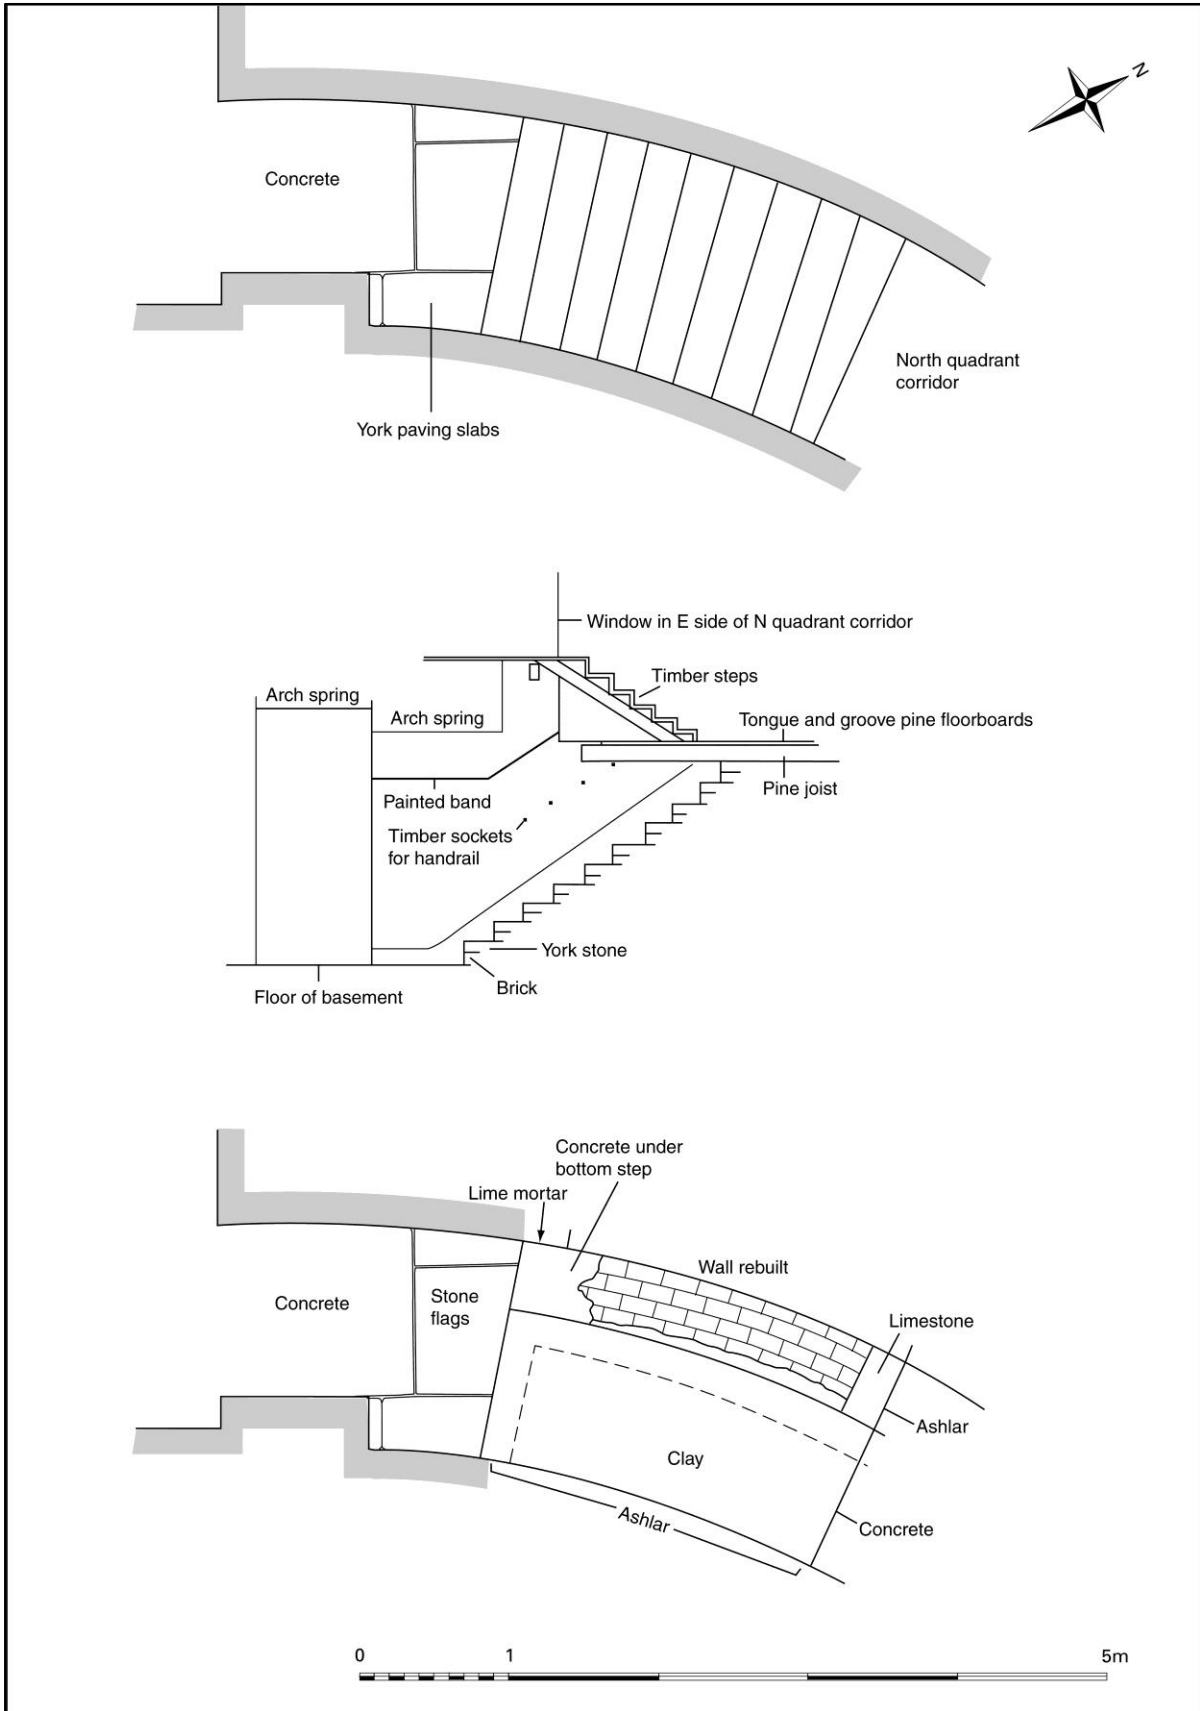 N
Concrete
North quadrant
corridor
York paving slabs
Window in E side of N quadrant corridor
Timber steps
Arch spring
Arch spring
Tongue and groove pine floorboards
Pine joist
Painted band
Timber sockets
for handrail
York stone
Brick
Floor of basement
Concrete under
bottom step
Lime mortar
Wall rebuilt
Concrete
Stone
flags
Limestone
Ashlar
Clay
Ashlar
Concrete
0 1 5m